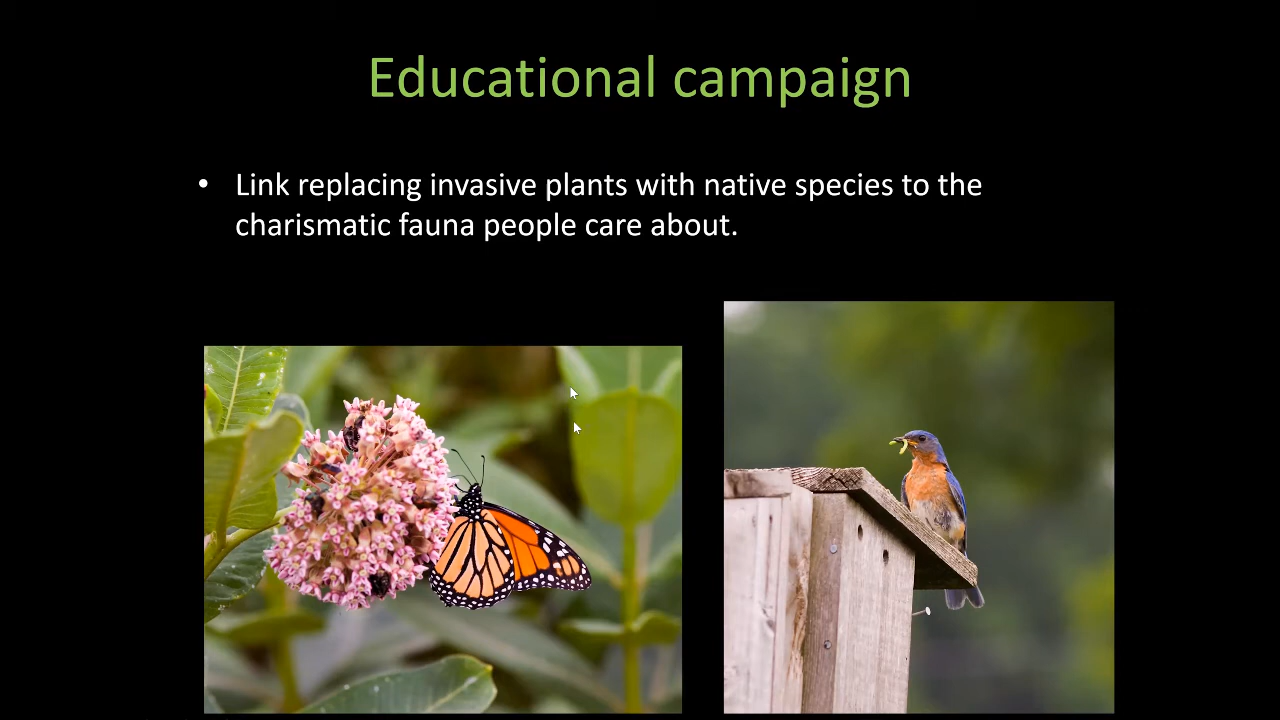 Educational campaign
• Link replacing invasive plants with native species to the
charismatic fauna people care about.